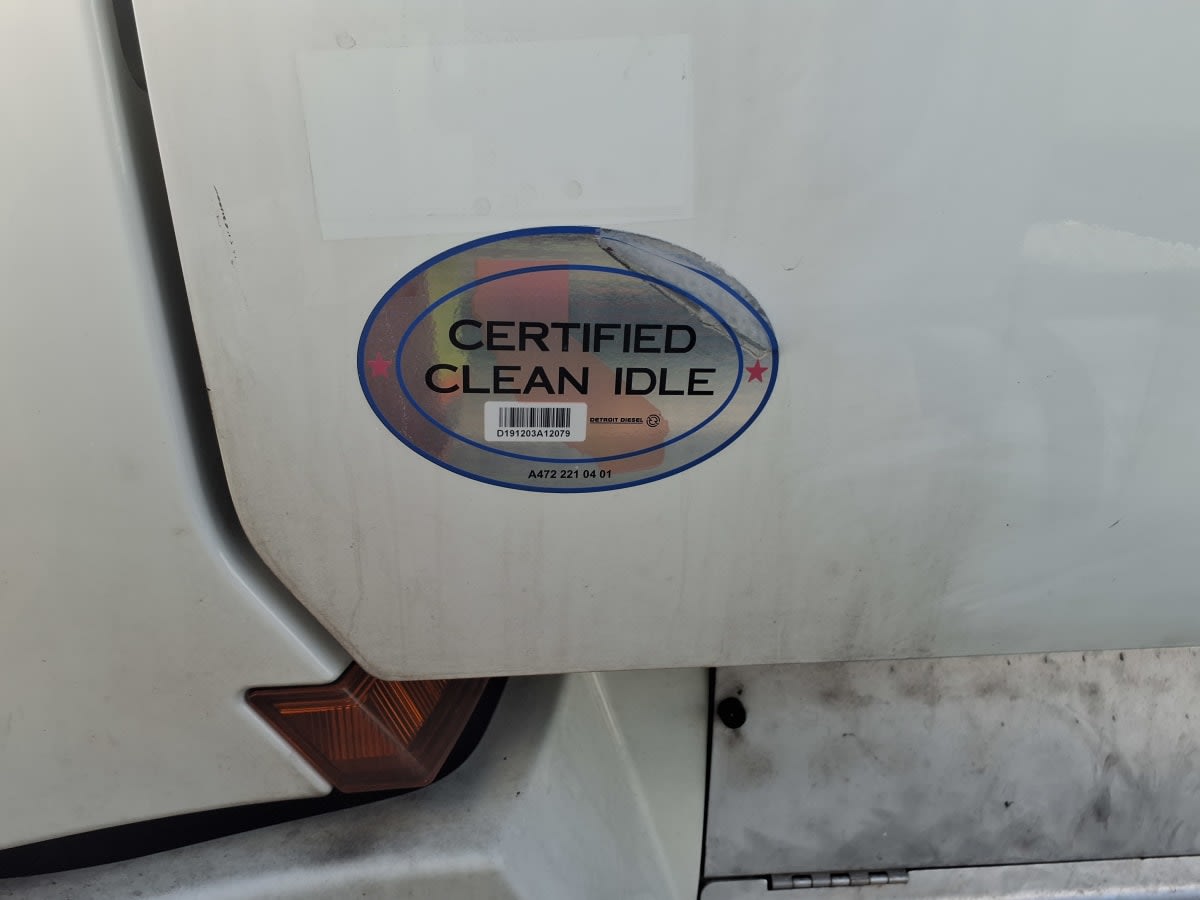 CERTIFIED
CLEAN IDLE
D191203A12079
DETROIT DIESEL
A472 221 04 01